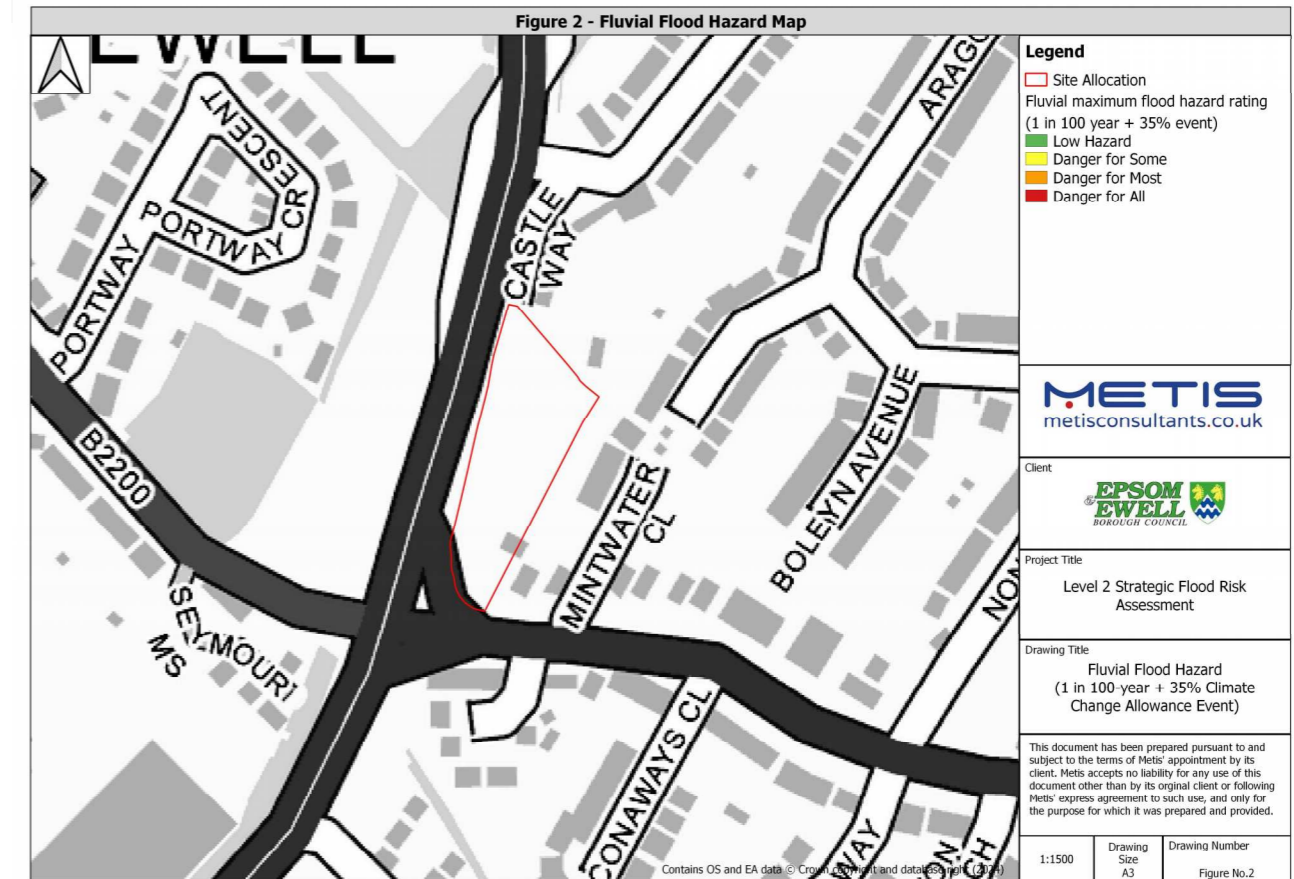 Figure 2 - Fluvial Flood Hazard Map
EWELL
ARAG
CRESCENT
PORTWAY CR
PORTWAY
CASTLE
WAY
B2200
BOLEYN AVENUE
MINTWATER
CL
NON
SEYMOUR
MS
CONAWAYS CL
WAY
Contains OS and EA data © Crown copyright and database right (2024)
Legend
Site Allocation
Fluvial maximum flood hazard rating
(1 in 100 year + 35% event)
Low Hazard
Danger for Some
Danger for Most
Danger for All
METIS
metisconsultants.co.uk
Client
EPSOM
& EWELL
BOROUGH COUNCIL
Project Title
Level 2 Strategic Flood Risk
Assessment
Drawing Title
Fluvial Flood Hazard
(1 in 100-year + 35% Climate
Change Allowance Event)
This document has been prepared pursuant to and
subject to the terms of Metis' appointment by its
client. Metis accepts no liability for any use of this
document other than by its orginal client or following
Metis' express agreement to such use, and only for
the purpose for which it was prepared and provided.
1:1500
Drawing
Size
A3
Drawing Number
Figure No.2